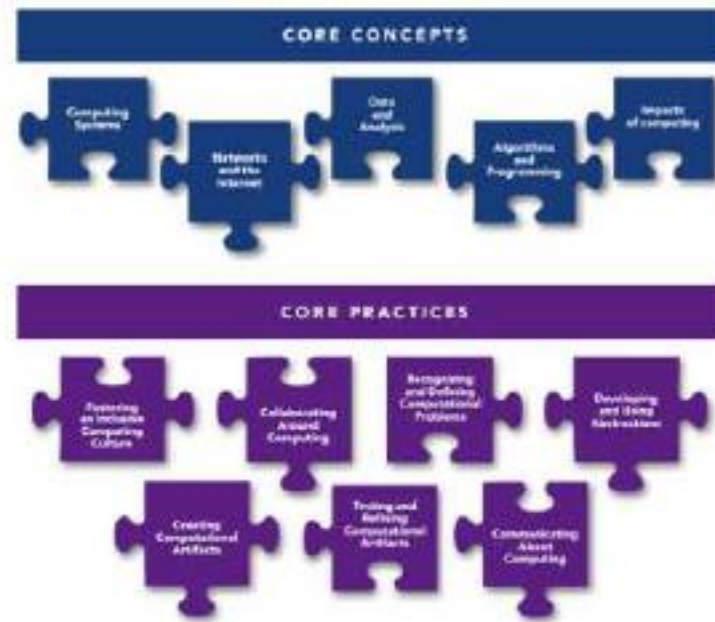 CORE CONCEPTS
Computing
Systems
Networks
and the
Internet
Data
and
Analysis
Algorithms
and
Programming
Impacts
of computing
CORE PRACTICES
Fostering
an Inclusive
Computing
Culture
Collaborating
Around
Computing
Recognizing
and Defining
Computational
Problems
Developing
and Using
Abstractions
Creating
Computational
Artifacts
Testing and
Refining
Computational
Artifacts
Communicating
About
Computing